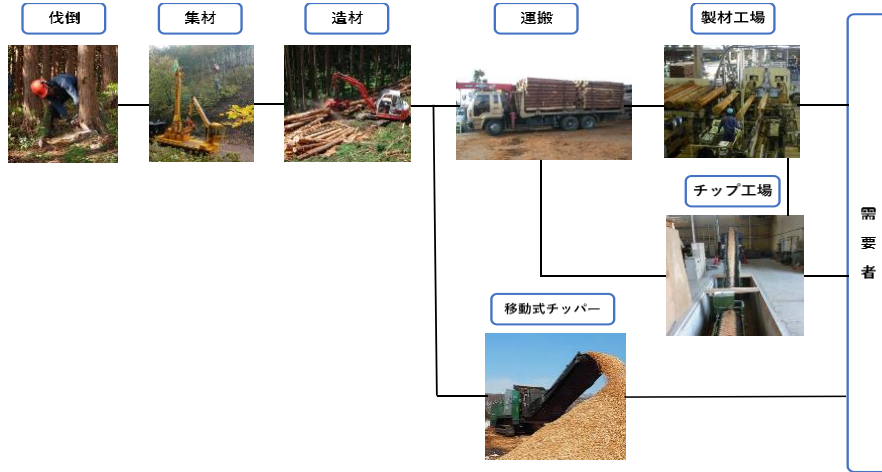 伐倒
集材
造材
運搬
製材工場
チップ工場
移動式チッパー
需要者